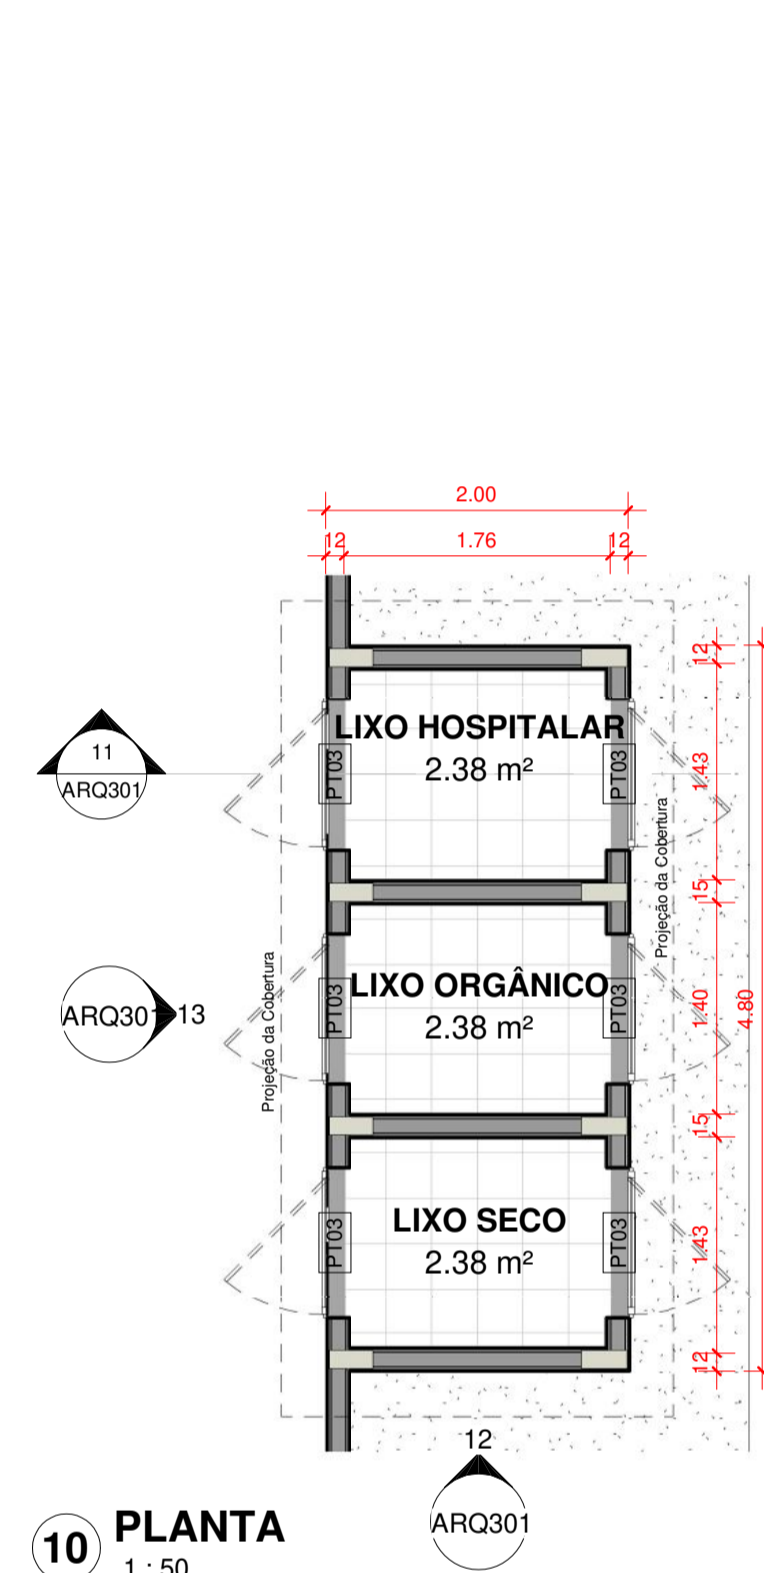 2.00
12
1.76
12
12
LIXO HOSPITALAR
2.38 m²
PT03
PT03
1.43
11
ARQ301
Projeção da Cobertura
15
LIXO ORGÂNICO
2.38 m²
PT03
PT03
1.40
4.80
ARQ301
13
Projeção da Cobertura
15
LIXO SECO
2.38 m²
PT03
PT03
1.43
12
12
ARQ301
10
PLANTA
1 : 50